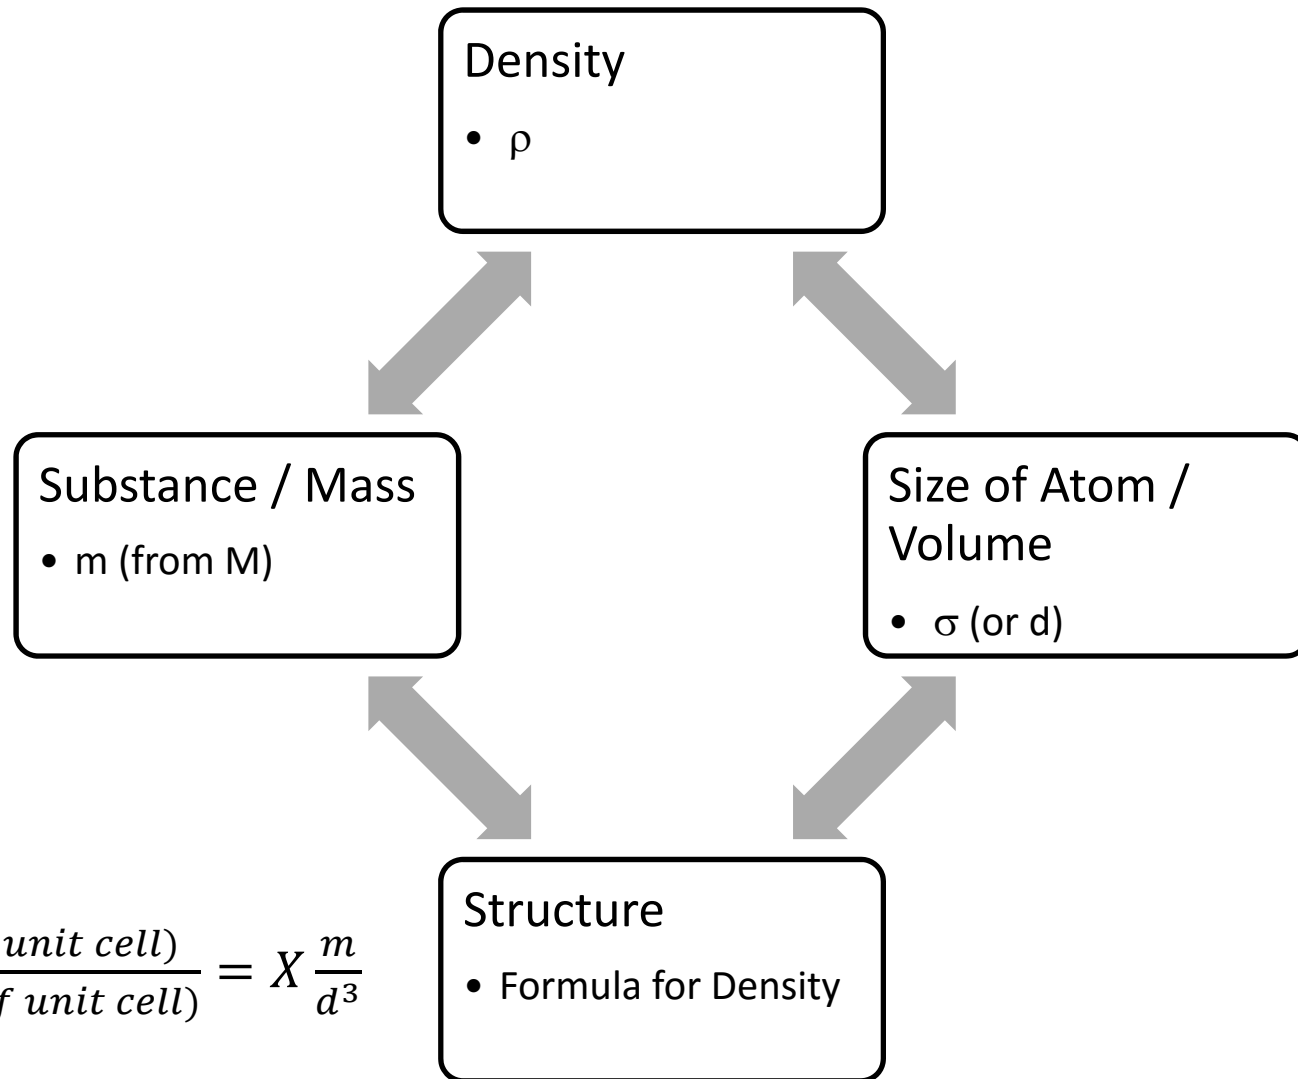 Density
• ρ
Substance / Mass
• m (from M)
Size of Atom /
Volume
• σ (or d)
Structure
• Formula for Density
unit cell)
unit cell)
= X m
d³